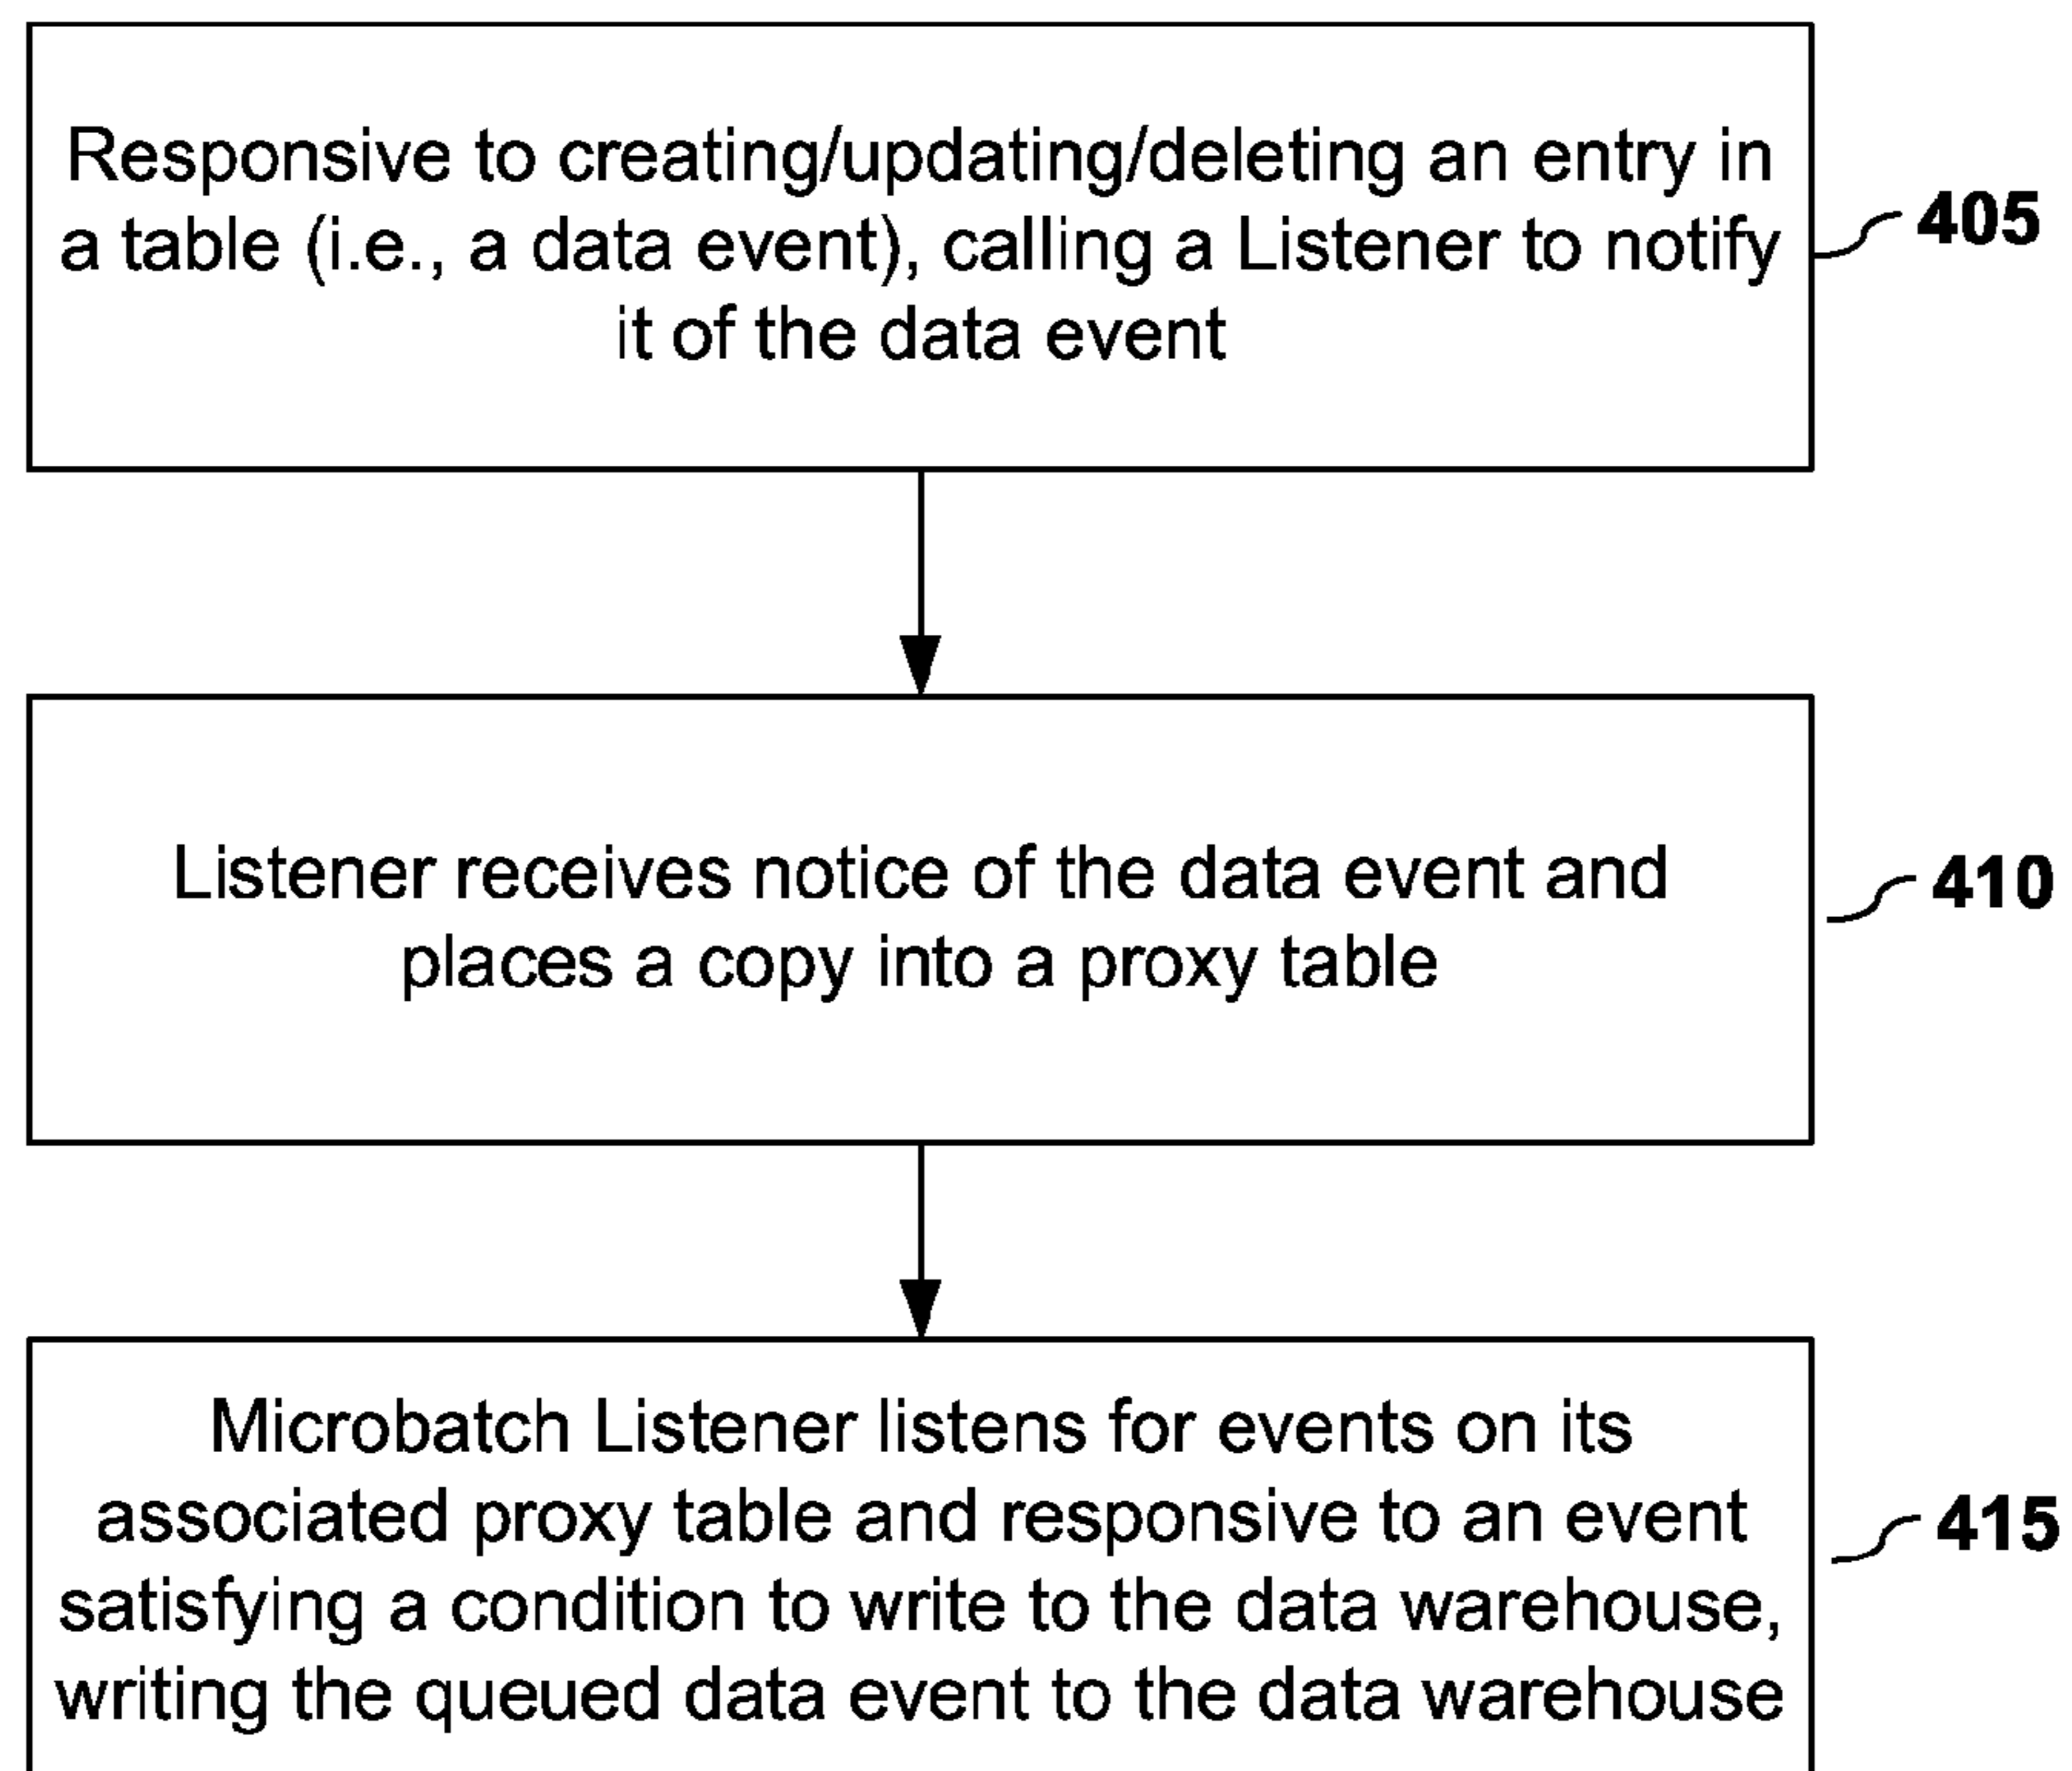 Responsive to creating/updating/deleting an entry in
a table (i.e., a data event), calling a Listener to notify
it of the data event
405
Listener receives notice of the data event and
places a copy into a proxy table
410
Microbatch Listener listens for events on its
associated proxy table and responsive to an event
satisfying a condition to write to the data warehouse,
writing the queued data event to the data warehouse
415